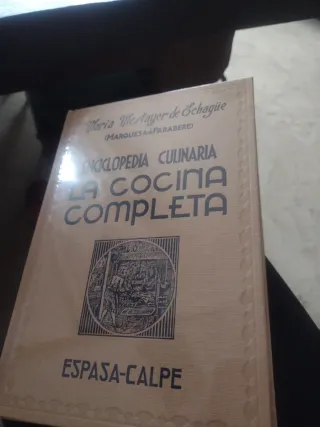 María Mestayer de Echagüe
(MARQUESA de PARABERE)
ENCICLOPEDIA CULINARIA
LA COCINA
COMPLETA
ESPASA-CALPE